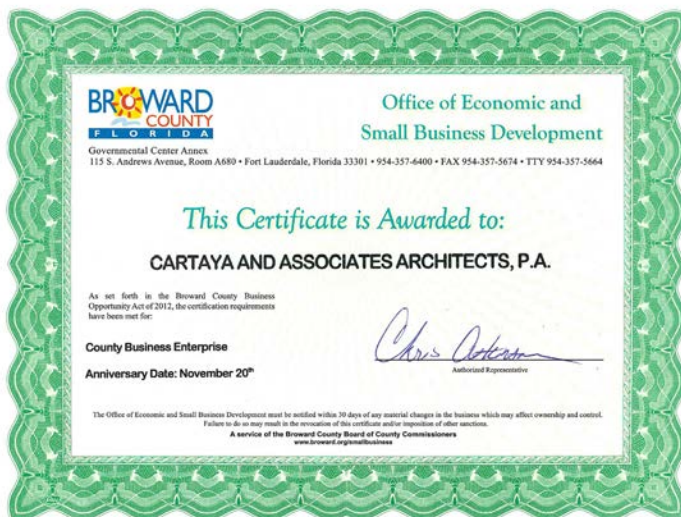 BROWARD
COUNTY
FLORIDA
Office of Economic and
Small Business Development
Governmental Center Annex
115 S. Andrews Avenue, Room A680 • Fort Lauderdale, Florida 33301 • 954-357-6400 • FAX 954-357-5674 • TTY 954-357-5664
This Certificate is Awarded to:
CARTAYA AND ASSOCIATES ARCHITECTS, P.A.
As set forth in the Broward County Business
Opportunity Act of 2012, the certification requirements
have been met for:
County Business Enterprise
Anniversary Date: November 20th
Chris
Authorized Representative
The Office of Economic and Small Business Development must be notified within 30 days of any material changes in the business which may affect ownership and control.
Failure to do so may result in the revocation of this certificate and/or imposition of other sanctions.
A service of the Broward County Board of County Commissioners
www.broward.org/smallbusiness